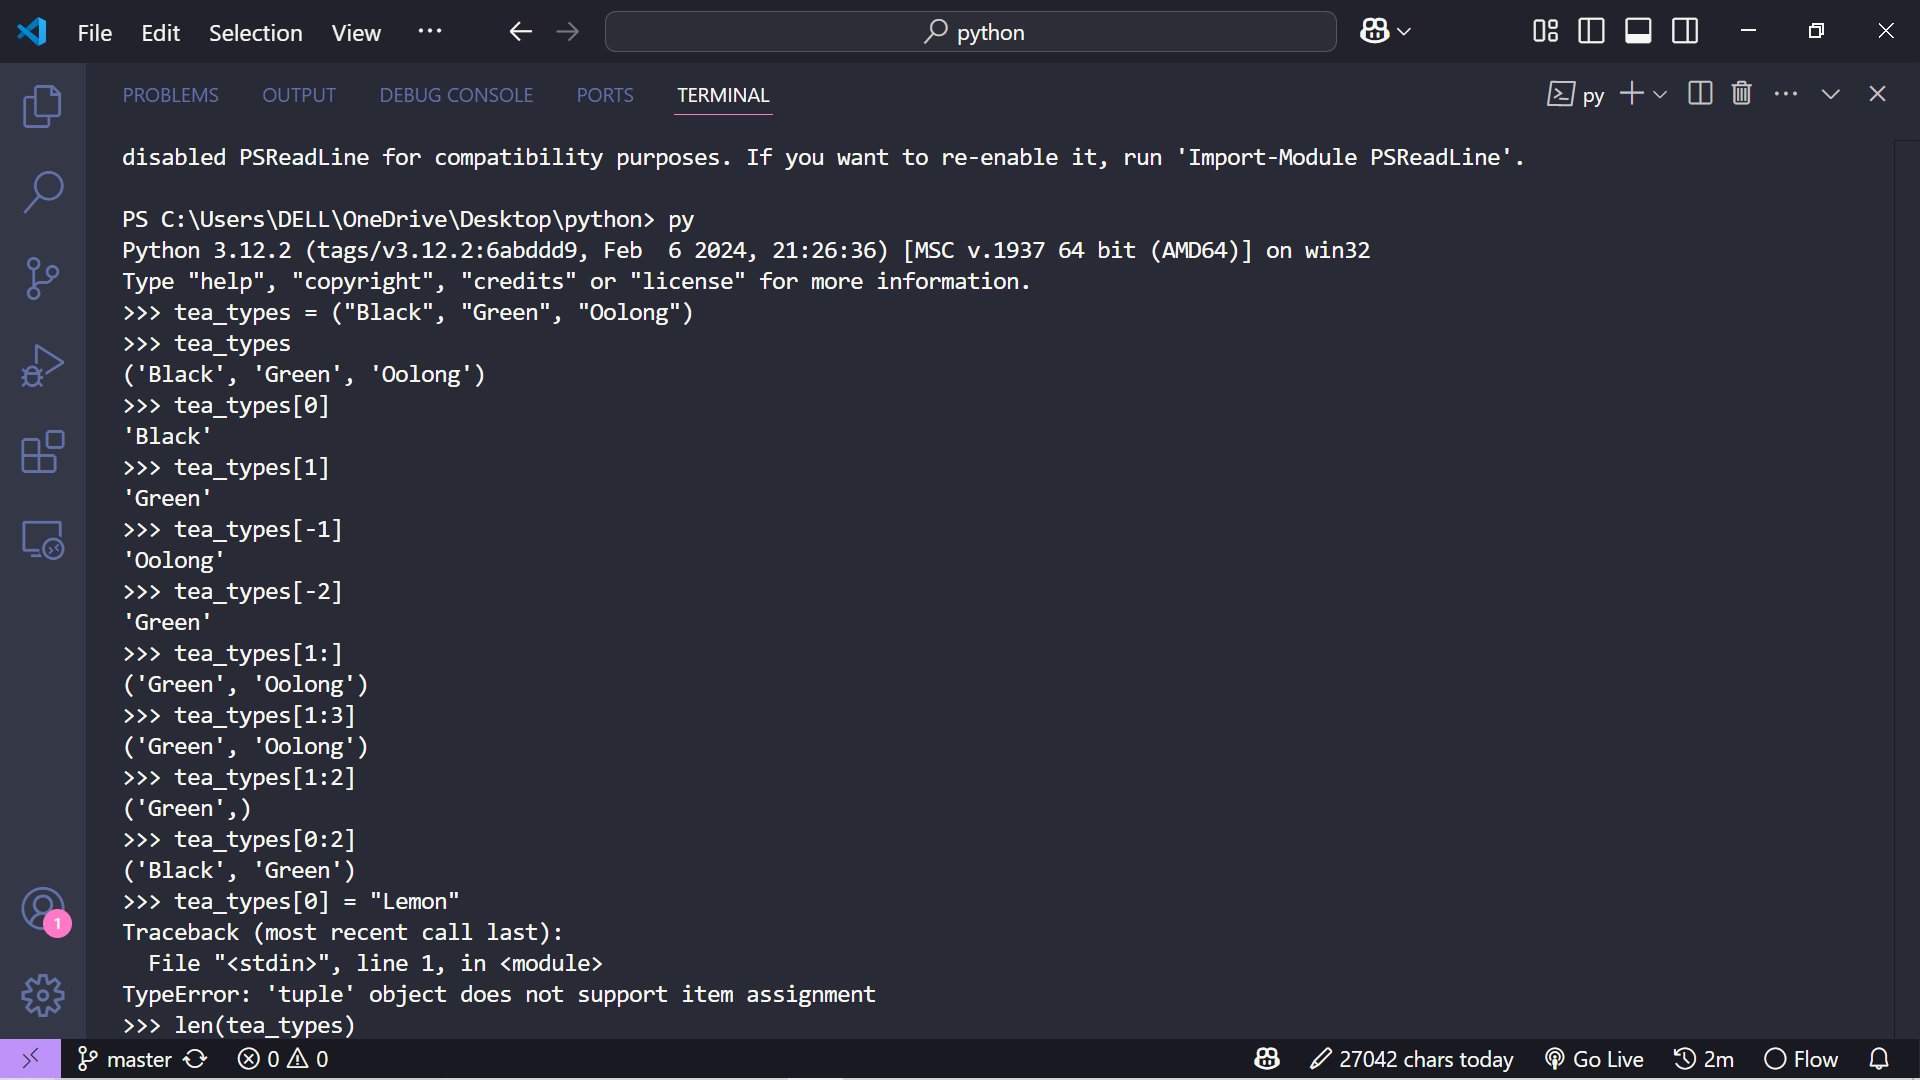 File Edit Selection View ··· python
PROBLEMS OUTPUT DEBUG CONSOLE PORTS TERMINAL py
disabled PSReadLine for compatibility purposes. If you want to re-enable it, run 'Import-Module PSReadLine'.
PS C:\Users\DELL\OneDrive\Desktop\python> py
Python 3.12.2 (tags/v3.12.2:6abddd9, Feb  6 2024, 21:26:36) [MSC v.1937 64 bit (AMD64)] on win32
Type "help", "copyright", "credits" or "license" for more information.
>>> tea_types = ("Black", "Green", "Oolong")
>>> tea_types
('Black', 'Green', 'Oolong')
>>> tea_types[0]
'Black'
>>> tea_types[1]
'Green'
>>> tea_types[-1]
'Oolong'
>>> tea_types[-2]
'Green'
>>> tea_types[1:]
('Green', 'Oolong')
>>> tea_types[1:3]
('Green', 'Oolong')
>>> tea_types[1:2]
('Green',)
>>> tea_types[0:2]
('Black', 'Green')
>>> tea_types[0] = "Lemon"
Traceback (most recent call last):
  File "<stdin>", line 1, in <module>
TypeError: 'tuple' object does not support item assignment
>>> len(tea_types)
1
master 0 0 27042 chars today Go Live 2m Flow